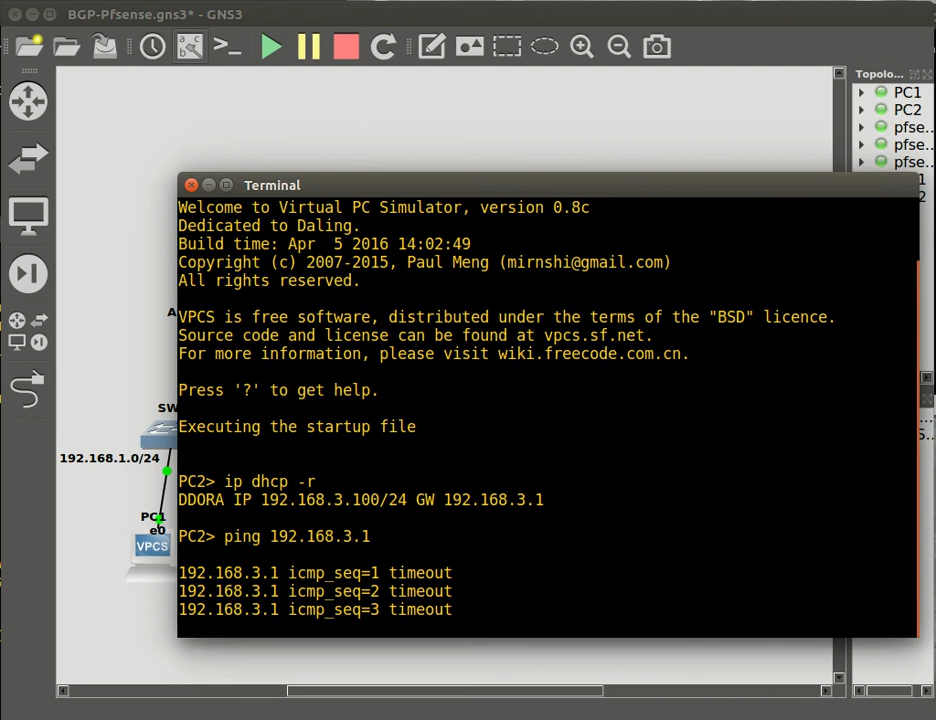 BGP-Pfsense.gns3* - GNS3
Topolo...
PC1
PC2
pfse..
pfse..
pfse..
1
2
Terminal
Welcome to Virtual PC Simulator, version 0.8c
Dedicated to Daling.
Build time: Apr  5 2016 14:02:49
Copyright (c) 2007-2015, Paul Meng (mirnshi@gmail.com)
All rights reserved.
VPCS is free software, distributed under the terms of the "BSD" licence.
Source code and license can be found at vpcs.sf.net.
For more information, please visit wiki.freecode.com.cn.
Press '?' to get help.
Executing the startup file
PC2> ip dhcp -r
DDORA IP 192.168.3.100/24 GW 192.168.3.1
PC2> ping 192.168.3.1
192.168.3.1 icmp_seq=1 timeout
192.168.3.1 icmp_seq=2 timeout
192.168.3.1 icmp_seq=3 timeout
A
SW
192.168.1.0/24
PC1
e0
VPCS